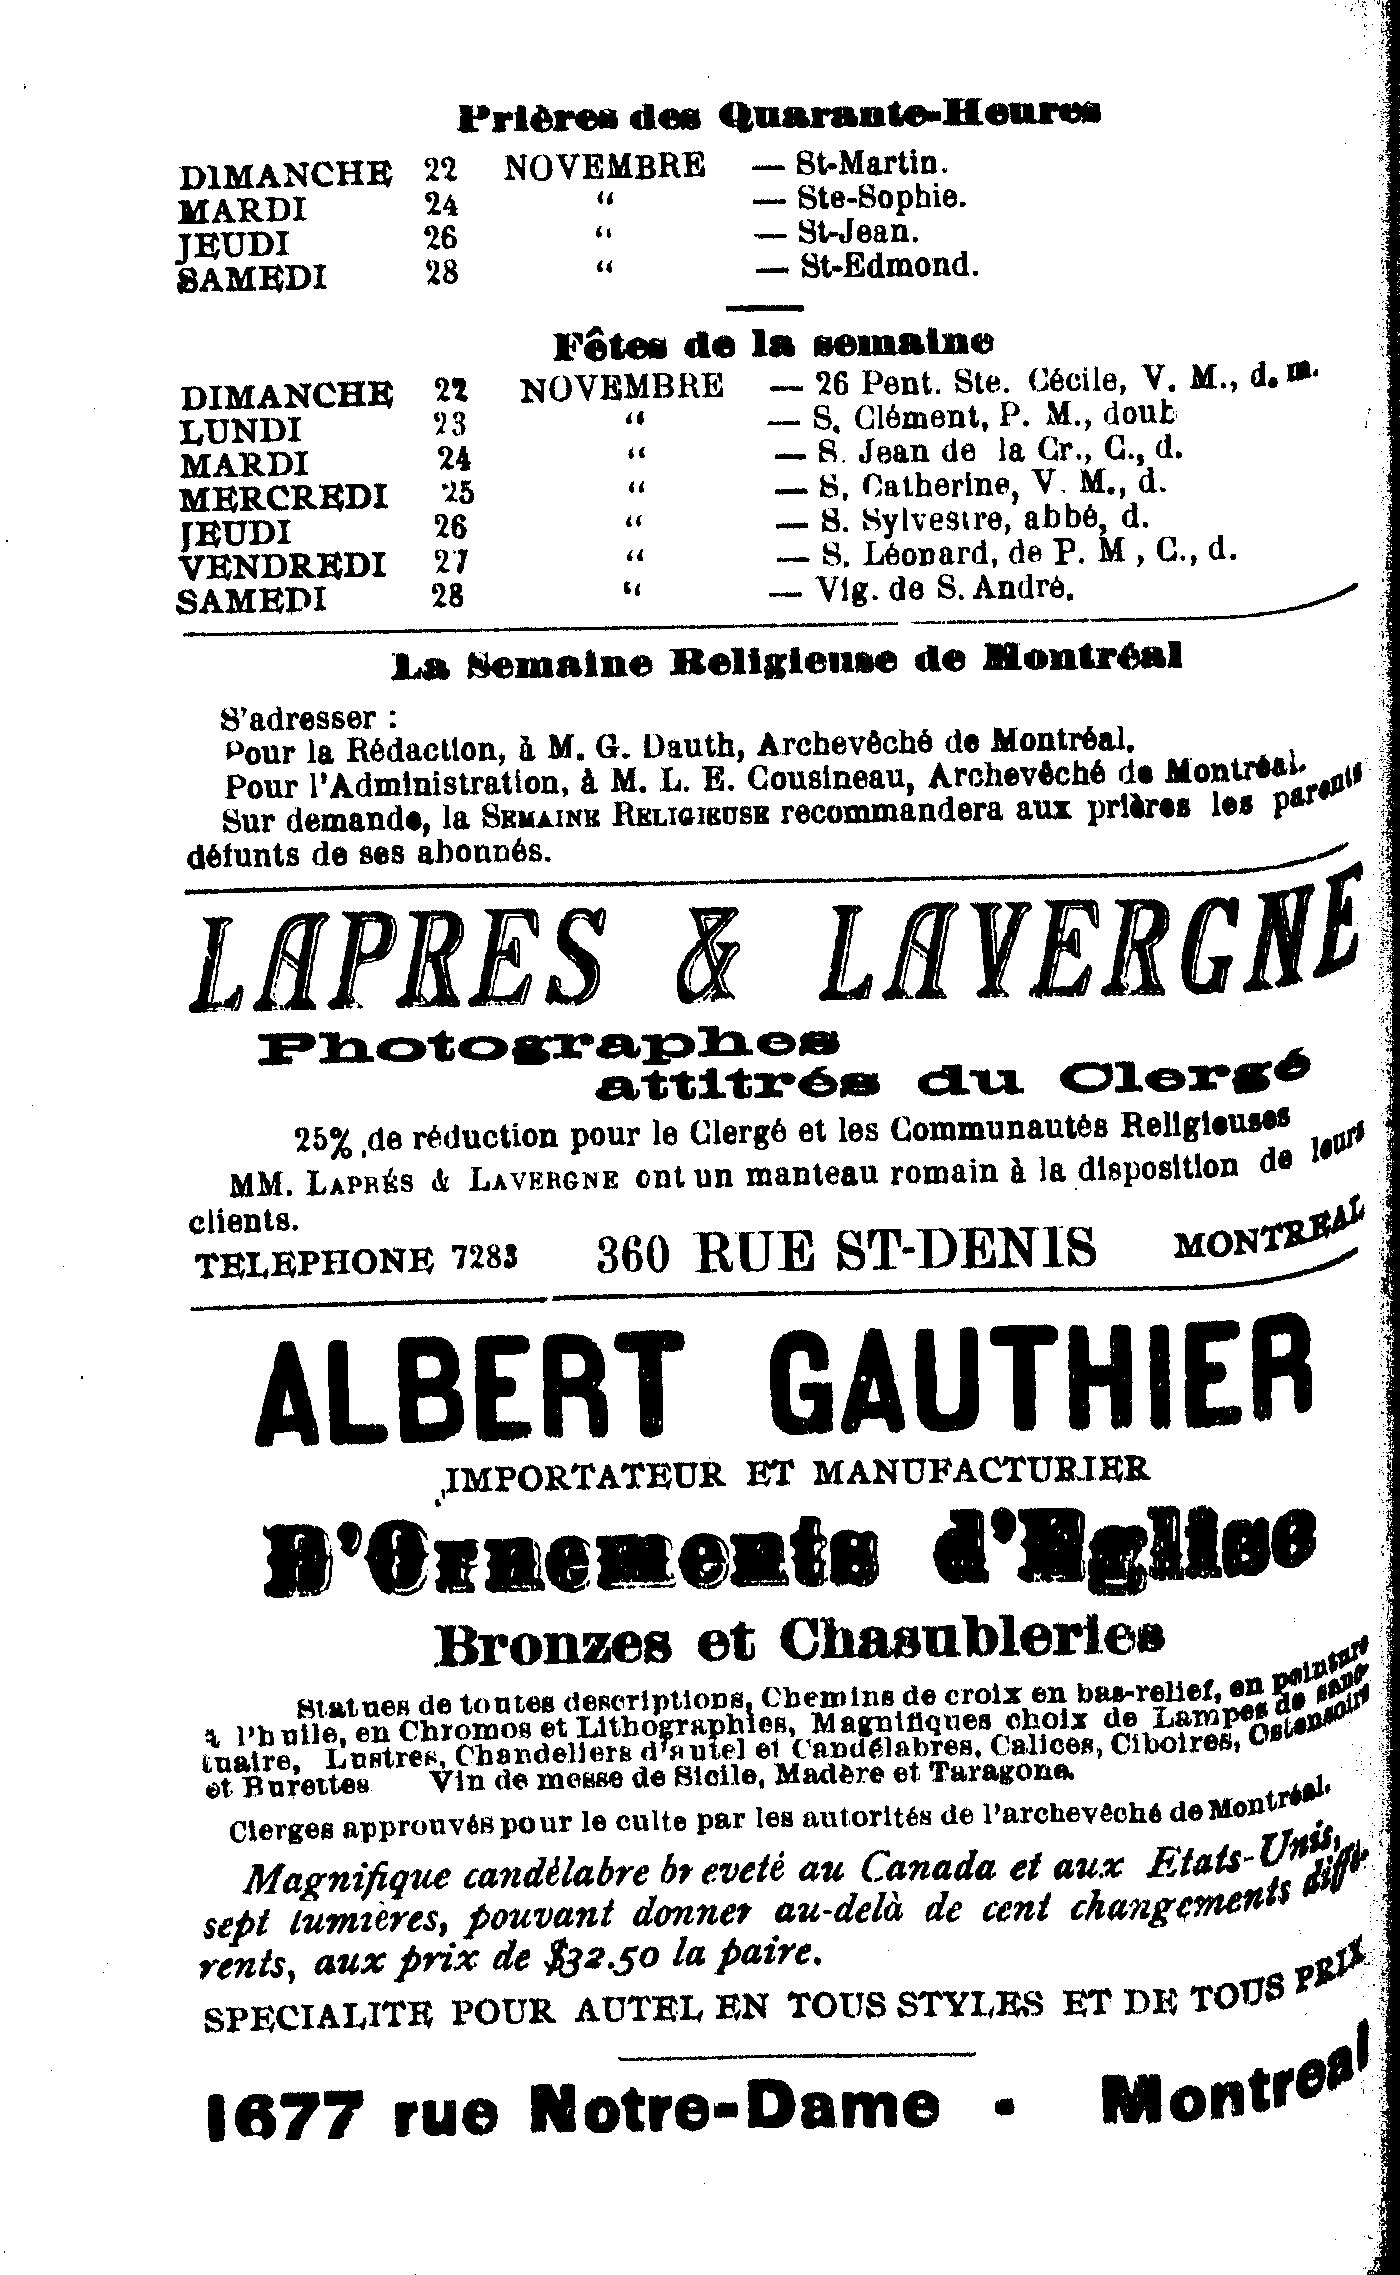 Prières des Quarante-Heures
DIMANCHE 22 NOVEMBRE — St-Martin.
MARDI 24 “ — Ste-Sophie.
JEUDI 26 “ — St-Jean.
SAMEDI 28 “ — St-Edmond.
Fêtes de la semaine
DIMANCHE 22 NOVEMBRE — 26 Pent. Ste. Cécile, V. M., d. m.
LUNDI 23 “ — S. Clément, P. M., doub
MARDI 24 “ — S. Jean de la Cr., C., d.
MERCREDI 25 “ — S. Catherine, V. M., d.
JEUDI 26 “ — S. Sylvestre, abbé, d.
VENDREDI 27 “ — S. Léonard, de P. M , C., d.
SAMEDI 28 “ — Vig. de S. André.
La Semaine Religieuse de Montréal
S'adresser :
Pour la Rédaction, à M. G. Dauth, Archevêché de Montréal.
Pour l'Administration, à M. L. E. Cousineau, Archevêché de Montréal.
Sur demande, la SEMAINE RELIGIEUSE recommandera aux prières les parents
défunts de ses abonnés.
LAPRES & LAVERGNE
Photographes
attitrés du Clergé
25% de réduction pour le Clergé et les Communautés Religieuses
MM. LAPRÉS & LAVERGNE ont un manteau romain à la disposition de leurs
clients.
TELEPHONE 7283 360 RUE ST-DENIS MONTREAL
ALBERT GAUTHIER
IMPORTATEUR ET MANUFACTURIER
D'Ornements d'Eglise
Bronzes et Chasubleries
Statues de toutes descriptions, Chemins de croix en bas-relief, en peinture
à l'huile, en Chromos et Lithographies, Magnifiques choix de Lampes de sanc-
tuaire, Lustres, Chandeliers d'autel et Candélabres, Calices, Ciboires, Ostensoirs
et Burettes Vin de messe de Sicile, Madère et Taragone.
Cierges approuvés pour le culte par les autorités de l'archevêché de Montréal.
Magnifique candélabre breveté au Canada et aux Etats-Unis,
sept lumières, pouvant donner au-delà de cent changements diffé-
rents, aux prix de $32.50 la paire.
SPECIALITE POUR AUTEL EN TOUS STYLES ET DE TOUS PRIX
1677 rue Notre-Dame - Montreal